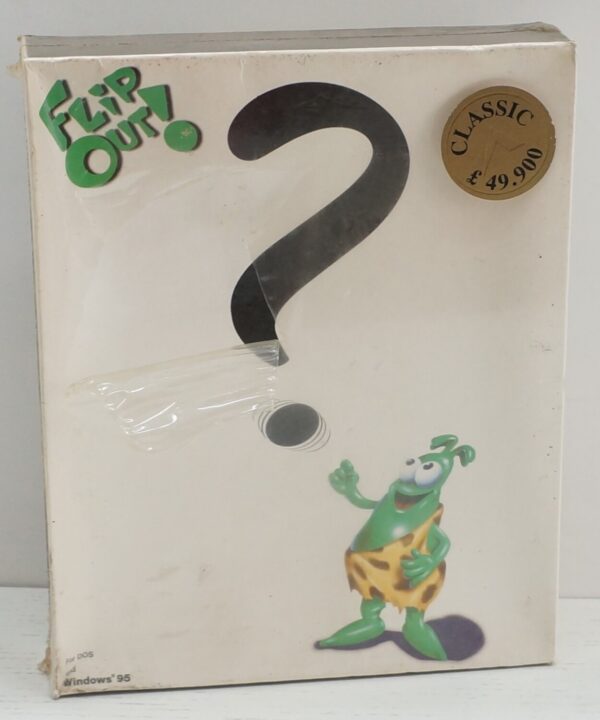 FLiP
OUT!
CLASSIC
£ 49.900
?
for DOS
and
Windows® 95